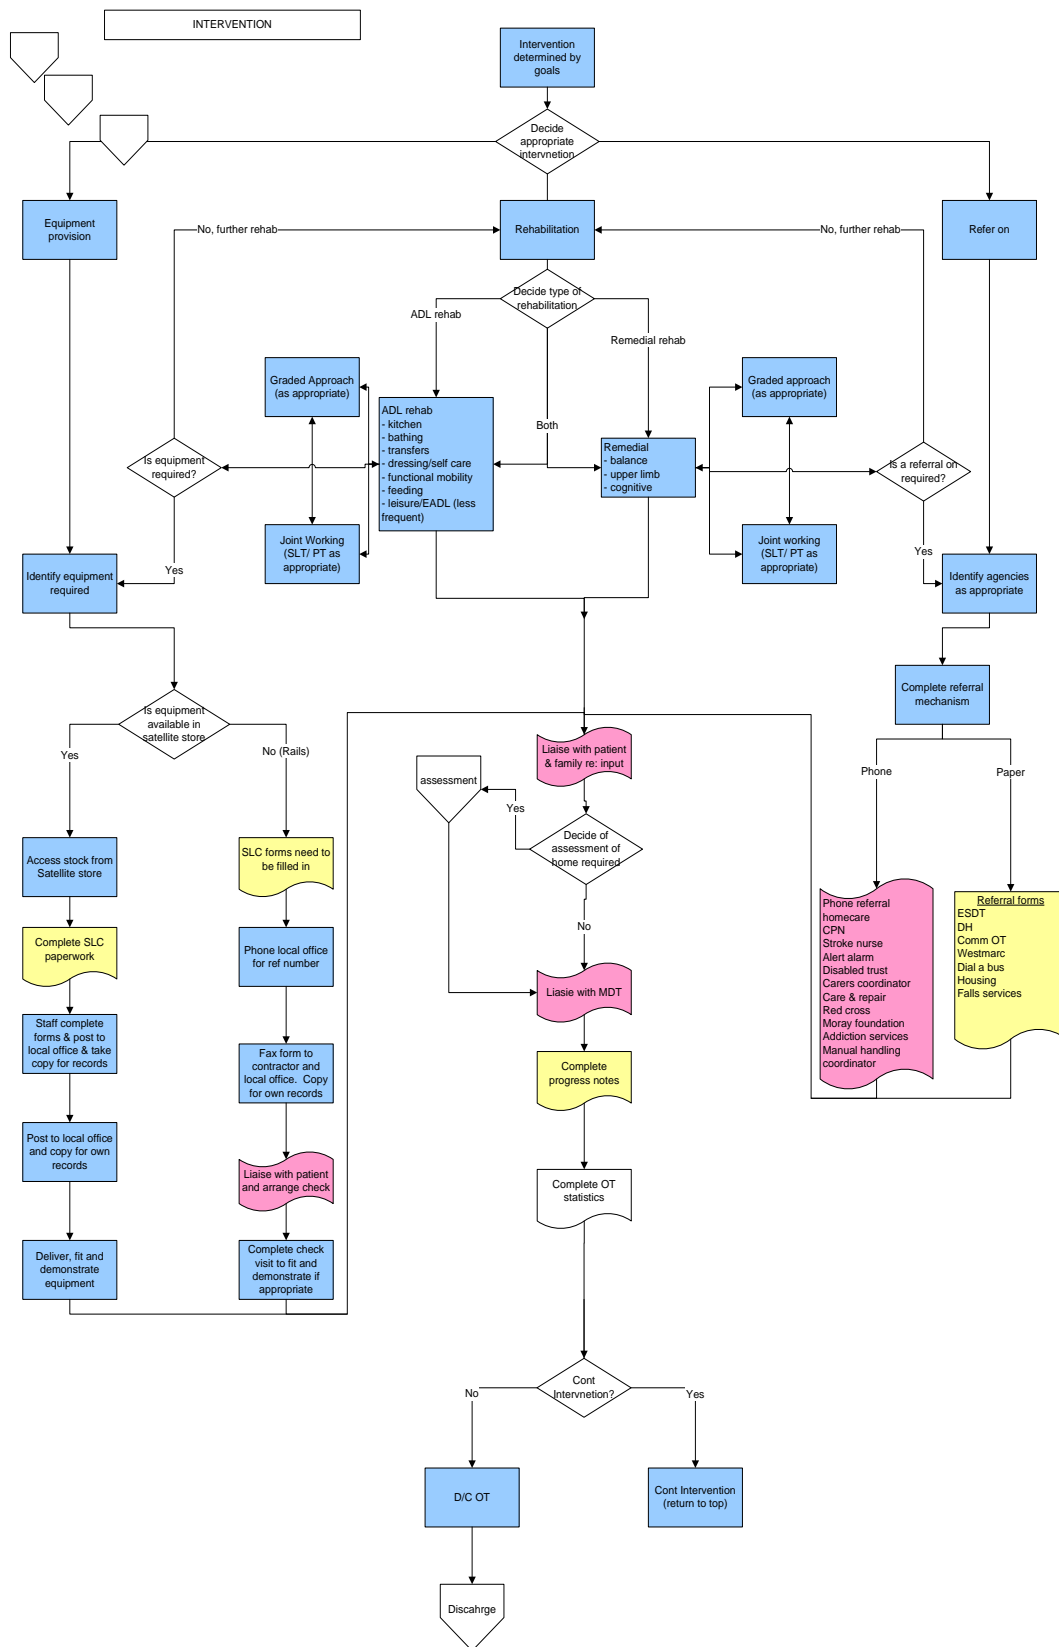 INTERVENTION
Intervention
determined by
goals
Decide
appropriate
intervnetion
Equipment
provision
No, further rehab
Rehabilitation
No, further rehab
Refer on
Decide type of
rehabilitation
ADL rehab
Remedial rehab
Graded Approach
(as appropriate)
Graded approach
(as appropriate)
ADL rehab
- kitchen
- bathing
- transfers
- dressing/self care
- functional mobility
- feeding
- leisure/EADL (less
frequent)
Both
Remedial
- balance
- upper limb
- cognitive
Is equipment
required?
Is a referral on
required?
Joint Working
(SLT/ PT as
appropriate)
Joint working
(SLT/ PT as
appropriate)
Yes
Yes
Identify equipment
required
Identify agencies
as appropriate
Complete referral
mechanism
Is equipment
available in
satellite store
Yes
No (Rails)
Liaise with patient
& family re: input
Phone
Paper
assessment
Yes
Decide of
assessment of
home required
Access stock from
Satellite store
SLC forms need to
be filled in
No
Phone referral
homecare
CPN
Stroke nurse
Alert alarm
Disabled trust
Carers coordinator
Care & repair
Red cross
Moray foundation
Addiction services
Manual handling
coordinator
Referral forms
ESDT
DH
Comm OT
Westmarc
Dial a bus
Housing
Falls services
Complete SLC
paperwork
Phone local office
for ref number
Liasie with MDT
Staff complete
forms & post to
local office & take
copy for records
Fax form to
contractor and
local office. Copy
for own records
Complete
progress notes
Post to local office
and copy for own
records
Liaise with patient
and arrange check
Complete OT
statistics
Deliver, fit and
demonstrate
equipment
Complete check
visit to fit and
demonstrate if
appropriate
Cont
Intervnetion?
No
Yes
D/C OT
Cont Intervention
(return to top)
Discahrge